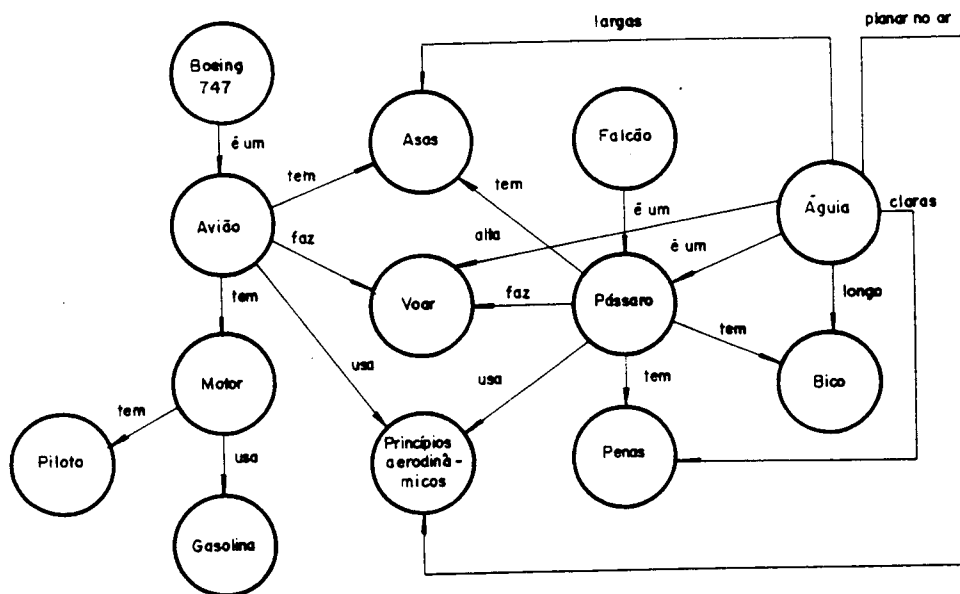 largas
planar no ar
Boeing
747
Asas
Falcão
é um
tem
tem
Águia
claras
Avião
faz
alta
é um
é um
tem
Voar
faz
Pássaro
longo
usa
usa
tem
tem
Bico
Motor
tem
Piloto
usa
Princípios
aerodinâ-
micos
Penas
Gasolina